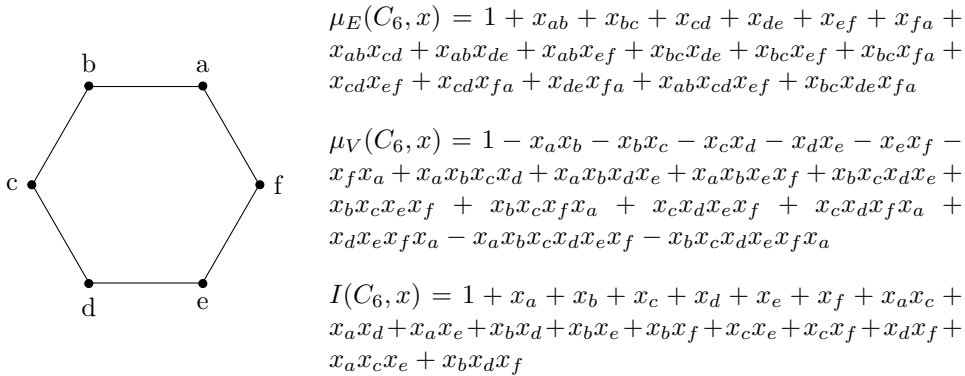 b
a
c
f
d
e
μ_E(C_6, x) = 1 + x_{ab} + x_{bc} + x_{cd} + x_{de} + x_{ef} + x_{fa} +
x_{ab}x_{cd} + x_{ab}x_{de} + x_{ab}x_{ef} + x_{bc}x_{de} + x_{bc}x_{ef} + x_{bc}x_{fa} +
x_{cd}x_{ef} + x_{cd}x_{fa} + x_{de}x_{fa} + x_{ab}x_{cd}x_{ef} + x_{bc}x_{de}x_{fa}
μ_V(C_6, x) = 1 − x_a x_b − x_b x_c − x_c x_d − x_d x_e − x_e x_f −
x_f x_a + x_a x_b x_c x_d + x_a x_b x_d x_e + x_a x_b x_e x_f + x_b x_c x_d x_e +
x_b x_c x_e x_f + x_b x_c x_f x_a + x_c x_d x_e x_f + x_c x_d x_f x_a +
x_d x_e x_f x_a − x_a x_b x_c x_d x_e x_f − x_b x_c x_d x_e x_f x_a
I(C_6, x) = 1 + x_a + x_b + x_c + x_d + x_e + x_f + x_a x_c +
x_a x_d + x_a x_e + x_b x_d + x_b x_e + x_b x_f + x_c x_e + x_c x_f + x_d x_f +
x_a x_c x_e + x_b x_d x_f